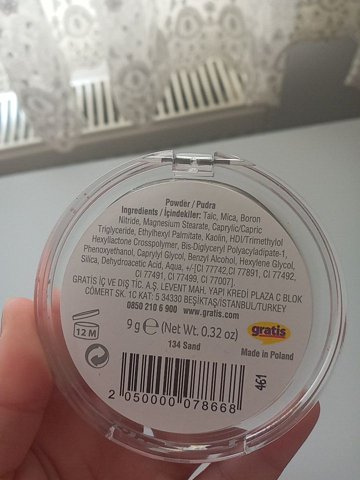 Powder / Pudra
Ingredients / İçindekiler: Talc, Mica, Boron
Nitride, Magnesium Stearate, Caprylic/Capric
Triglyceride, Ethylhexyl Palmitate, Kaolin, HDI/Trimethylol
Hexyllactone Crosspolymer, Bis-Diglyceryl Polyacyladipate-1,
Phenoxyethanol, Caprylyl Glycol, Benzyl Alcohol, Hexylene Glycol,
Silica, Dehydroacetic Acid, Aqua, +/-[CI 77742,CI 77891, CI 77492,
CI 77491, CI 77499, CI 77007].
GRATİS İÇ VE DIŞ TİC. A.Ş. LEVENT MAH. YAPI KREDİ PLAZA C BLOK
CÖMERT SK. 1C KAT: 5 34330 BEŞİKTAŞ/İSTANBUL/TURKEY
0850 210 6 900 www.gratis.com
12 M
9 g e (Net Wt. 0.32 oz)
gratis
134 Sand
Made in Poland
461
2 050000 078668